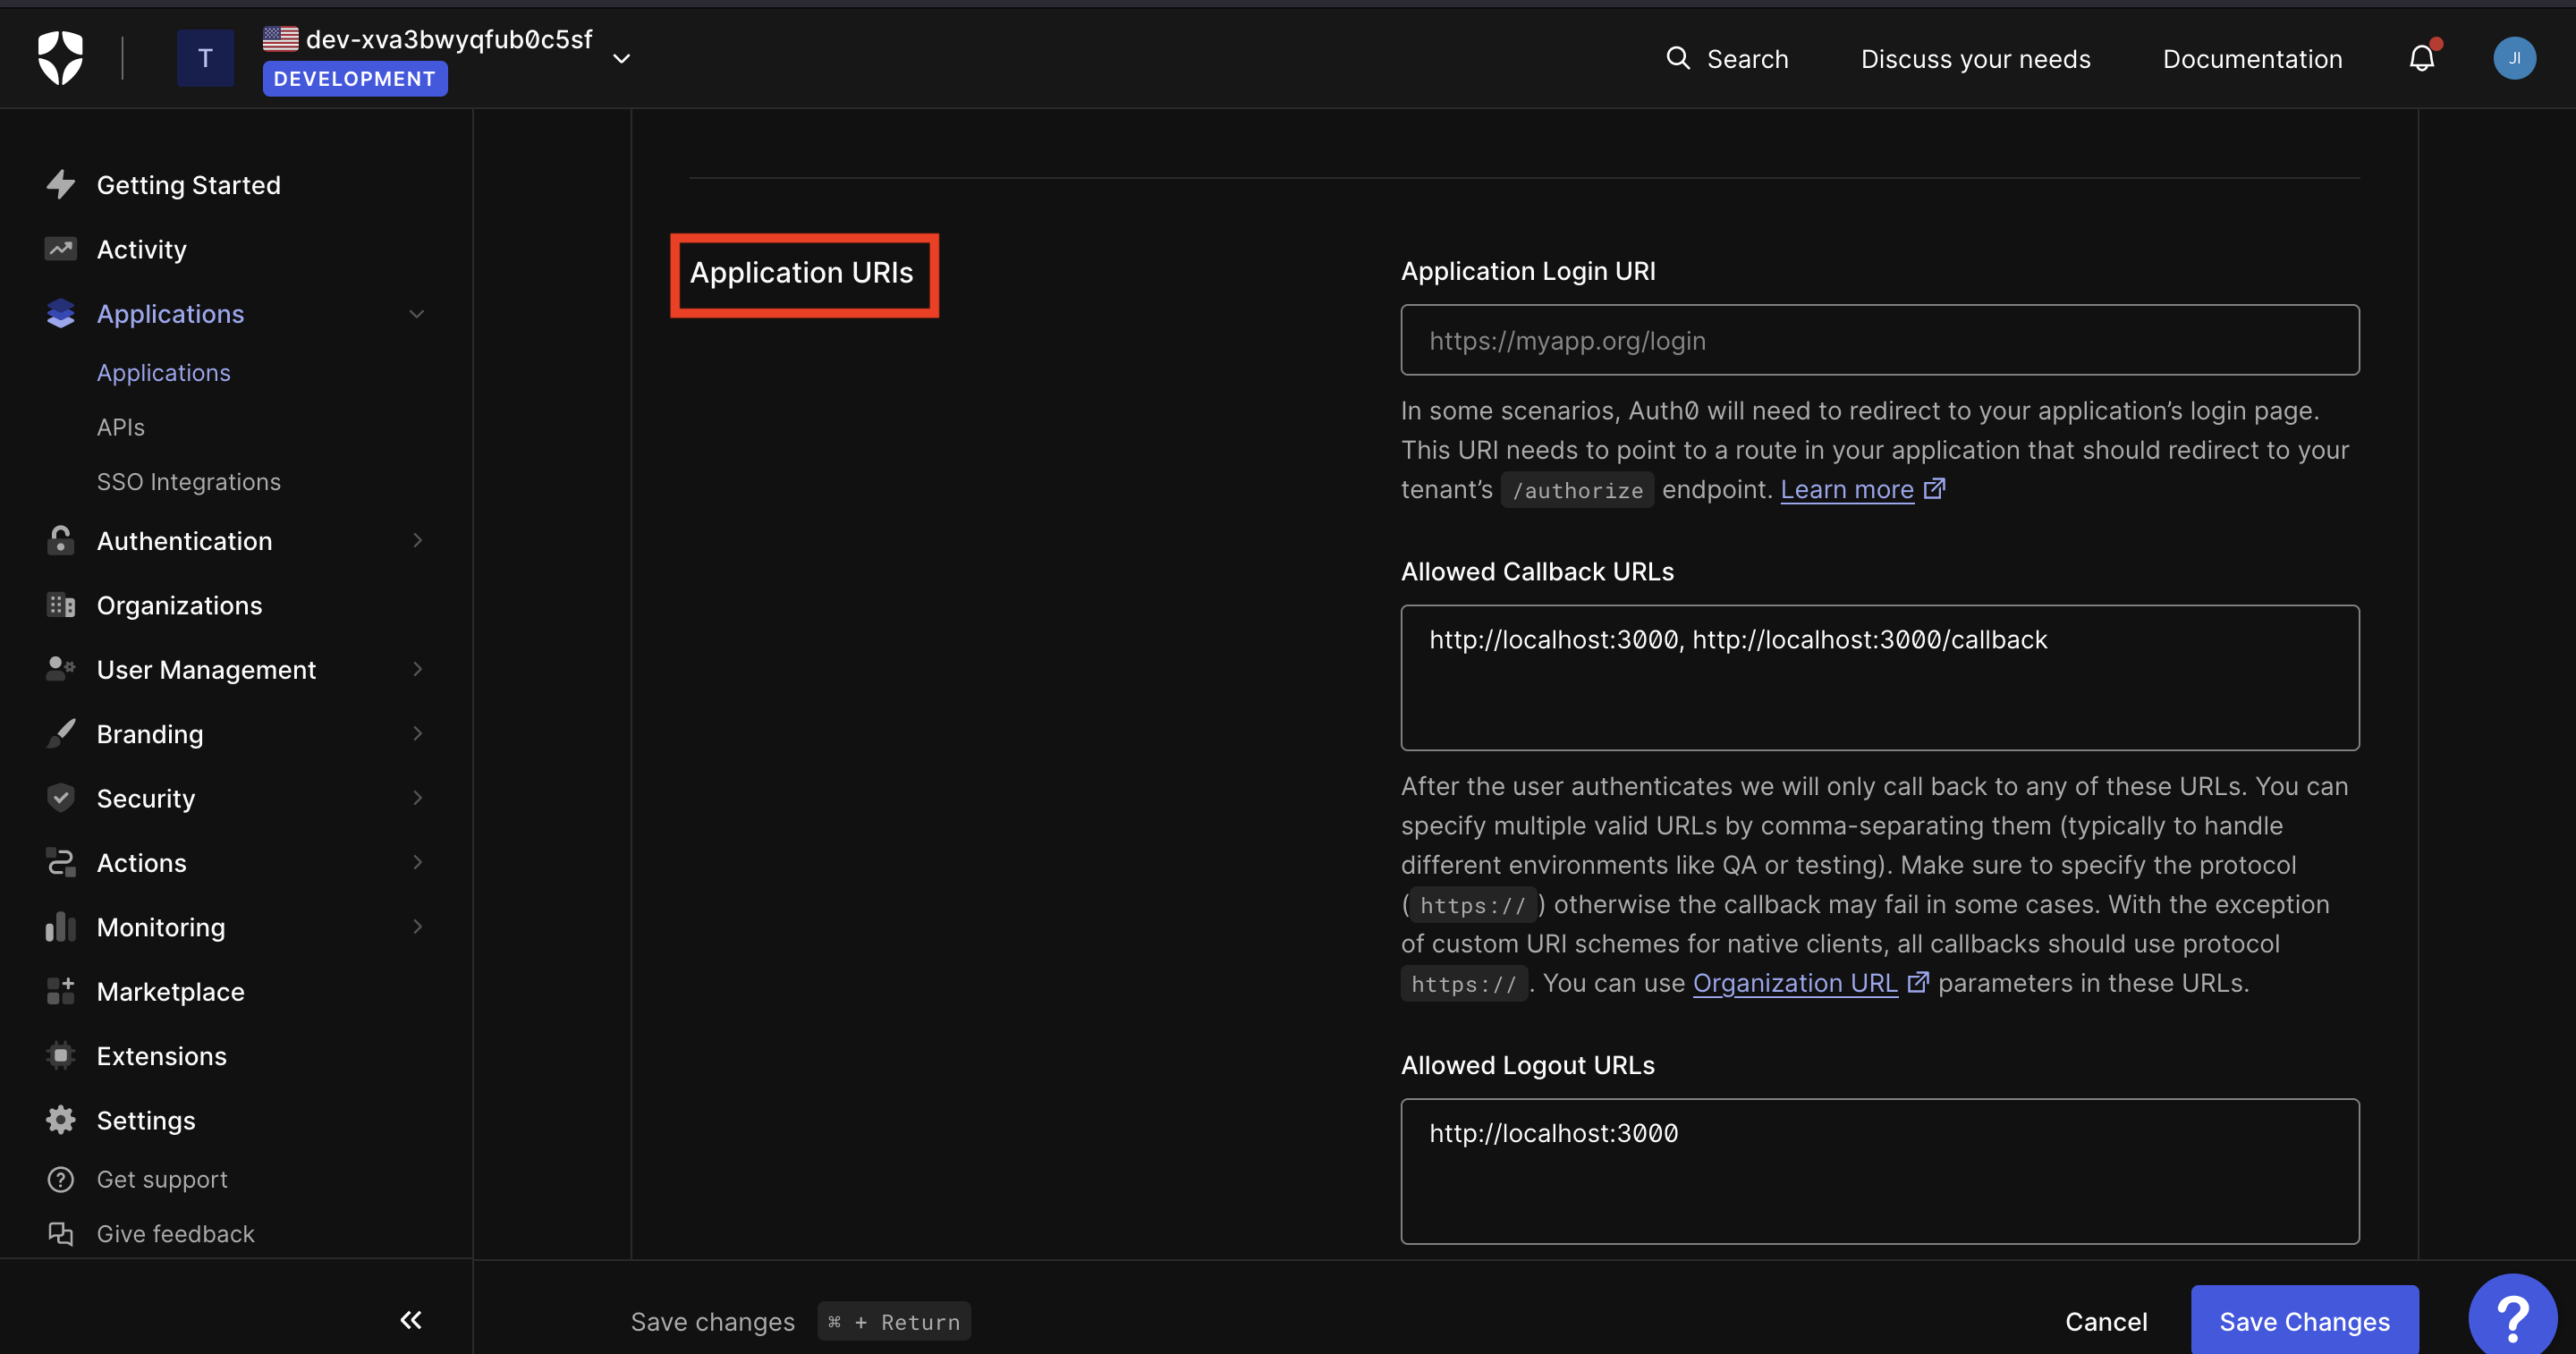 T
dev-xva3bwyqfub0c5sf
DEVELOPMENT
Search
Discuss your needs
Documentation
JI
Getting Started
Activity
Applications
Applications
APIs
SSO Integrations
Authentication
Organizations
User Management
Branding
Security
Actions
Monitoring
Marketplace
Extensions
Settings
Get support
Give feedback
Application URIs
Application Login URI
https://myapp.org/login
In some scenarios, Auth0 will need to redirect to your application’s login page.
This URI needs to point to a route in your application that should redirect to your
tenant’s /authorize endpoint. Learn more
Allowed Callback URLs
http://localhost:3000, http://localhost:3000/callback
After the user authenticates we will only call back to any of these URLs. You can
specify multiple valid URLs by comma-separating them (typically to handle
different environments like QA or testing). Make sure to specify the protocol
( https:// ) otherwise the callback may fail in some cases. With the exception
of custom URI schemes for native clients, all callbacks should use protocol
https:// . You can use Organization URL parameters in these URLs.
Allowed Logout URLs
http://localhost:3000
Save changes ⌘ + Return
Cancel
Save Changes
?